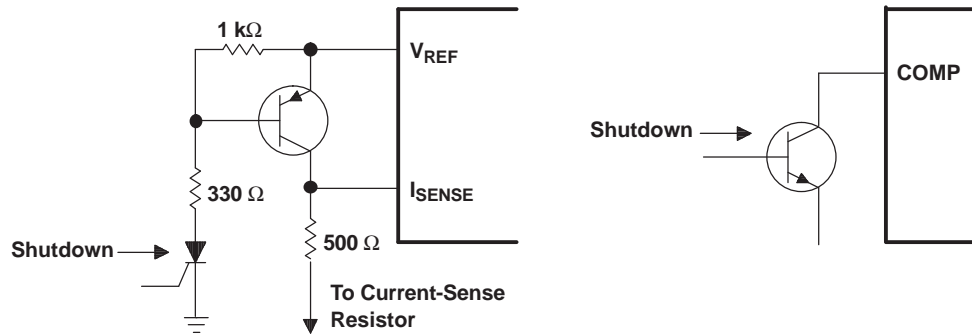 1 kΩ
VREF
330 Ω
Shutdown
ISENSE
500 Ω
To Current-Sense
Resistor
Shutdown
COMP